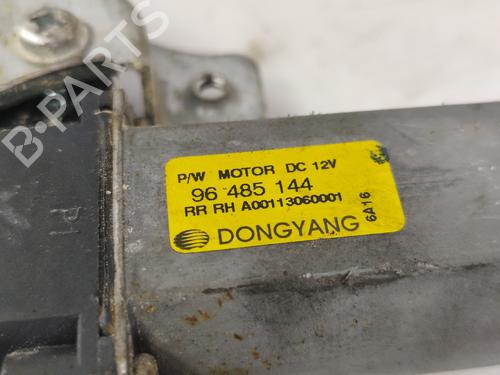 B-PARTS
P/W MOTOR DC 12V
96 485 144
RR RH A00113060001
6A16
DONGYANG